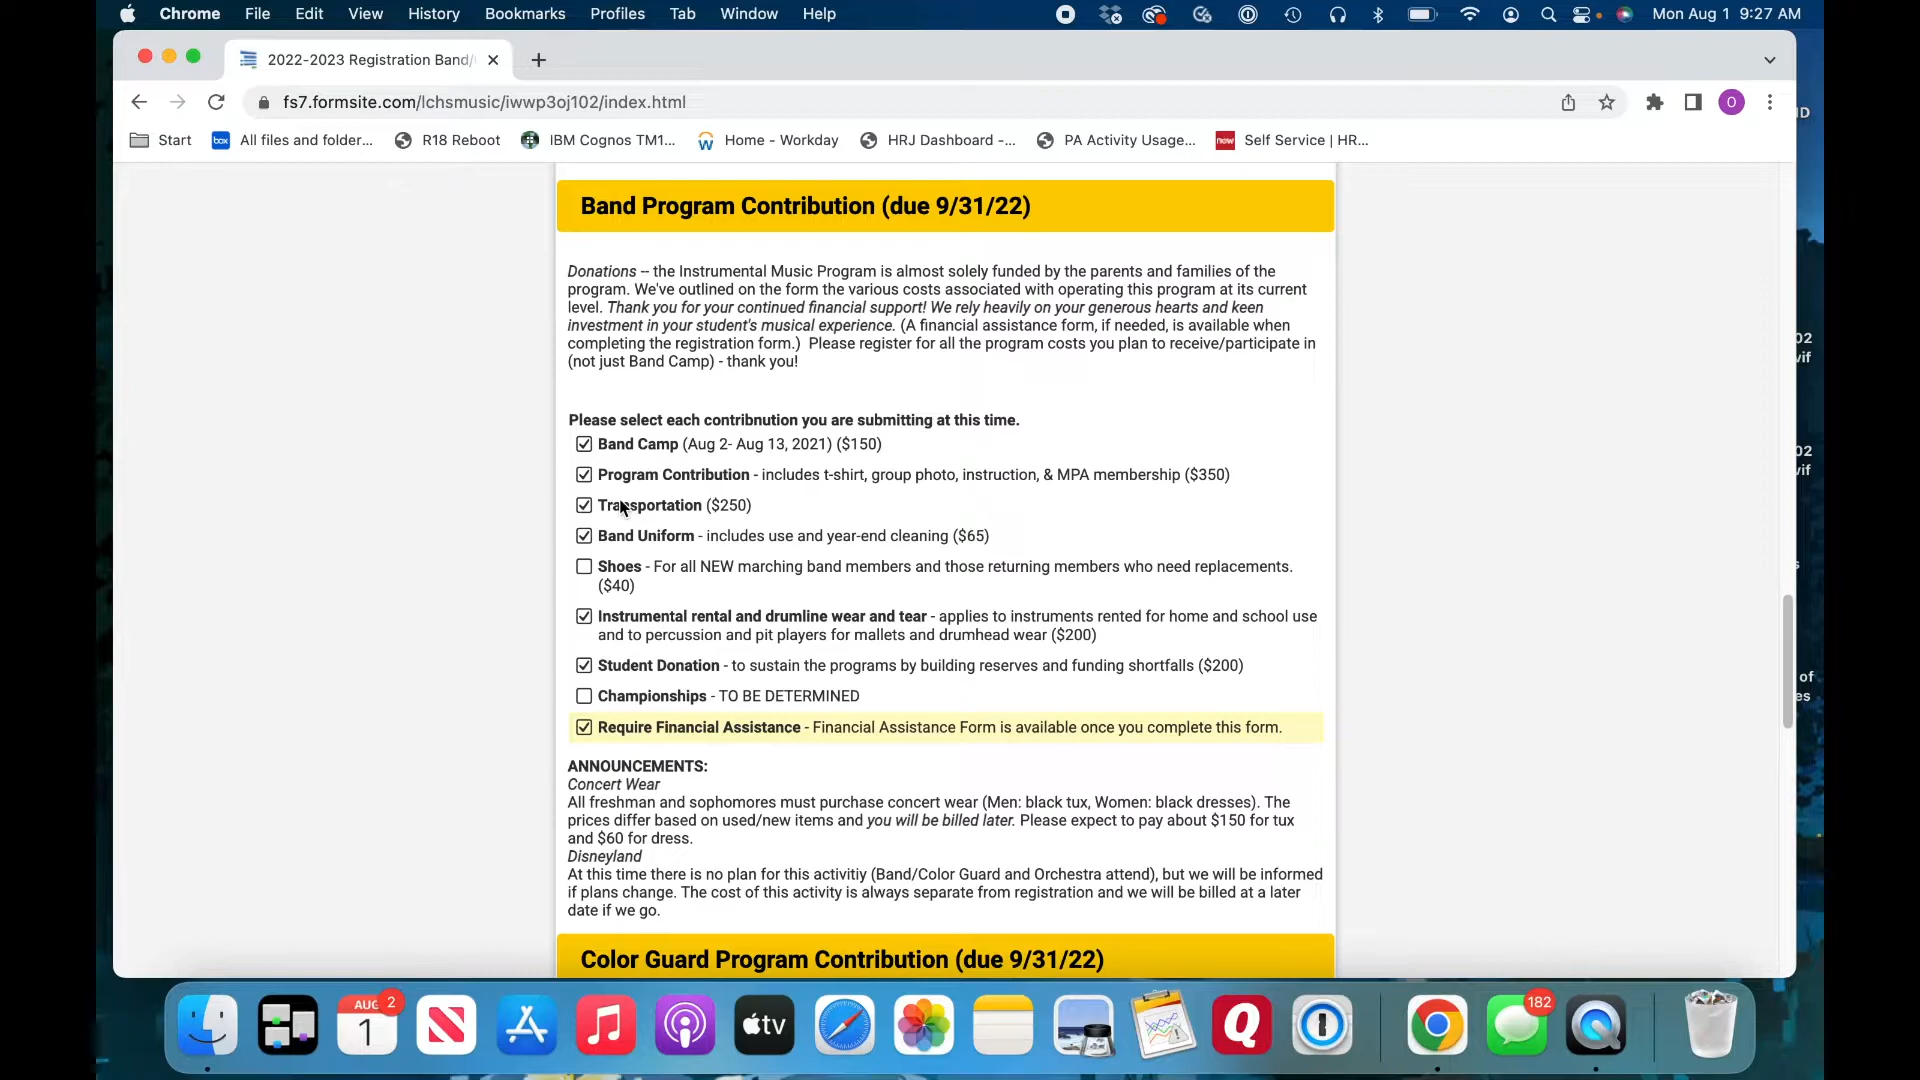 Chrome File Edit View History Bookmarks Profiles Tab Window Help Mon Aug 1 9:27 AM
2022-2023 Registration Band/
fs7.formsite.com/lchsmusic/iwwp3oj102/index.html O
Start box All files and folder... R18 Reboot IBM Cognos TM1... Home - Workday HRJ Dashboard -... PA Activity Usage... now Self Service | HR...
Band Program Contribution (due 9/31/22)
Donations -- the Instrumental Music Program is almost solely funded by the parents and families of the
program. We've outlined on the form the various costs associated with operating this program at its current
level. Thank you for your continued financial support! We rely heavily on your generous hearts and keen
investment in your student's musical experience. (A financial assistance form, if needed, is available when
completing the registration form.) Please register for all the program costs you plan to receive/participate in
(not just Band Camp) - thank you!
Please select each contribnution you are submitting at this time.
Band Camp (Aug 2- Aug 13, 2021) ($150)
Program Contribution - includes t-shirt, group photo, instruction, & MPA membership ($350)
Transportation ($250)
Band Uniform - includes use and year-end cleaning ($65)
Shoes - For all NEW marching band members and those returning members who need replacements.
($40)
Instrumental rental and drumline wear and tear - applies to instruments rented for home and school use
and to percussion and pit players for mallets and drumhead wear ($200)
Student Donation - to sustain the programs by building reserves and funding shortfalls ($200)
Championships - TO BE DETERMINED
Require Financial Assistance - Financial Assistance Form is available once you complete this form.
ANNOUNCEMENTS:
Concert Wear
All freshman and sophomores must purchase concert wear (Men: black tux, Women: black dresses). The
prices differ based on used/new items and you will be billed later. Please expect to pay about $150 for tux
and $60 for dress.
Disneyland
At this time there is no plan for this activitiy (Band/Color Guard and Orchestra attend), but we will be informed
if plans change. The cost of this activity is always separate from registration and we will be billed at a later
date if we go.
Color Guard Program Contribution (due 9/31/22)
AUG 2
1
tv
Q
182